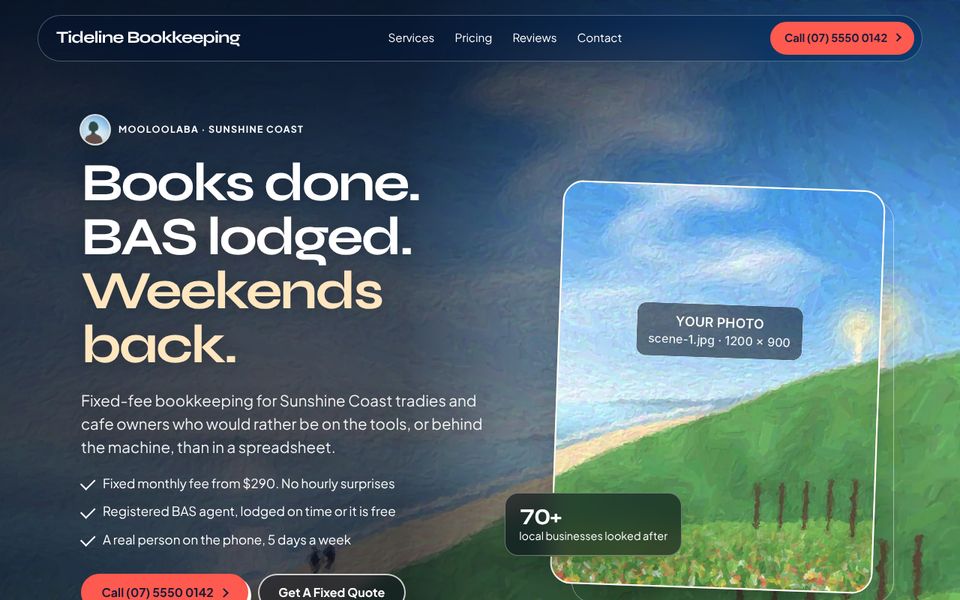 Tideline Bookkeeping
Services
Pricing
Reviews
Contact
Call (07) 5550 0142
MOOLOOLABA · SUNSHINE COAST
Books done.
BAS lodged.
Weekends
back.
Fixed-fee bookkeeping for Sunshine Coast tradies and
cafe owners who would rather be on the tools, or behind
the machine, than in a spreadsheet.
Fixed monthly fee from $290. No hourly surprises
Registered BAS agent, lodged on time or it is free
A real person on the phone, 5 days a week
Call (07) 5550 0142
Get A Fixed Quote
YOUR PHOTO
scene-1.jpg · 1200 × 900
70+
local businesses looked after